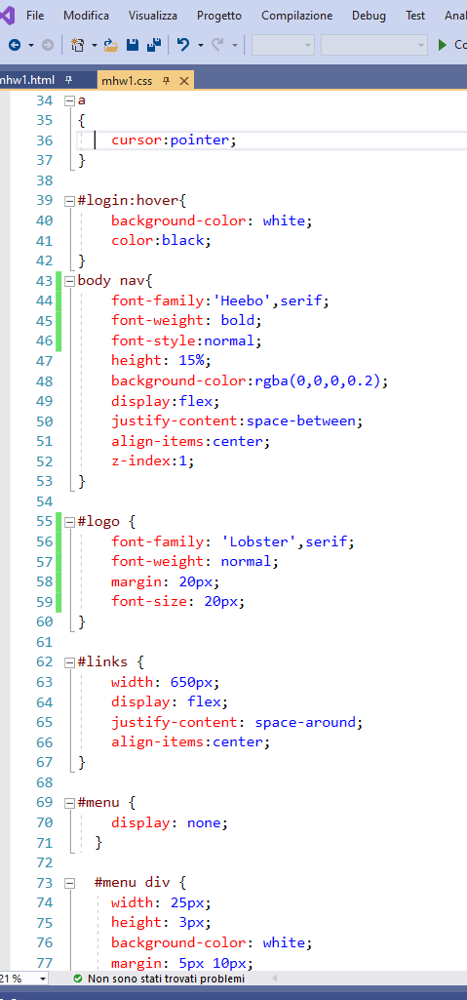 File Modifica Visualizza Progetto Compilazione Debug Test
mhw1.html mhw1.css
34 a
35 {
36 cursor:pointer;
37 }
38
39 #login:hover{
40 background-color: white;
41 color:black;
42 }
43 body nav{
44 font-family:'Heebo',serif;
45 font-weight: bold;
46 font-style:normal;
47 height: 15%;
48 background-color:rgba(0,0,0,0.2);
49 display:flex;
50 justify-content:space-between;
51 align-items:center;
52 z-index:1;
53 }
54
55 #logo {
56 font-family: 'Lobster',serif;
57 font-weight: normal;
58 margin: 20px;
59 font-size: 20px;
60 }
61
62 #links {
63 width: 650px;
64 display: flex;
65 justify-content: space-around;
66 align-items:center;
67 }
68
69 #menu {
70 display: none;
71 }
72
73 #menu div {
74 width: 25px;
75 height: 3px;
76 background-color: white;
77 margin: 5px 10px;
21 % Non sono stati trovati problemi